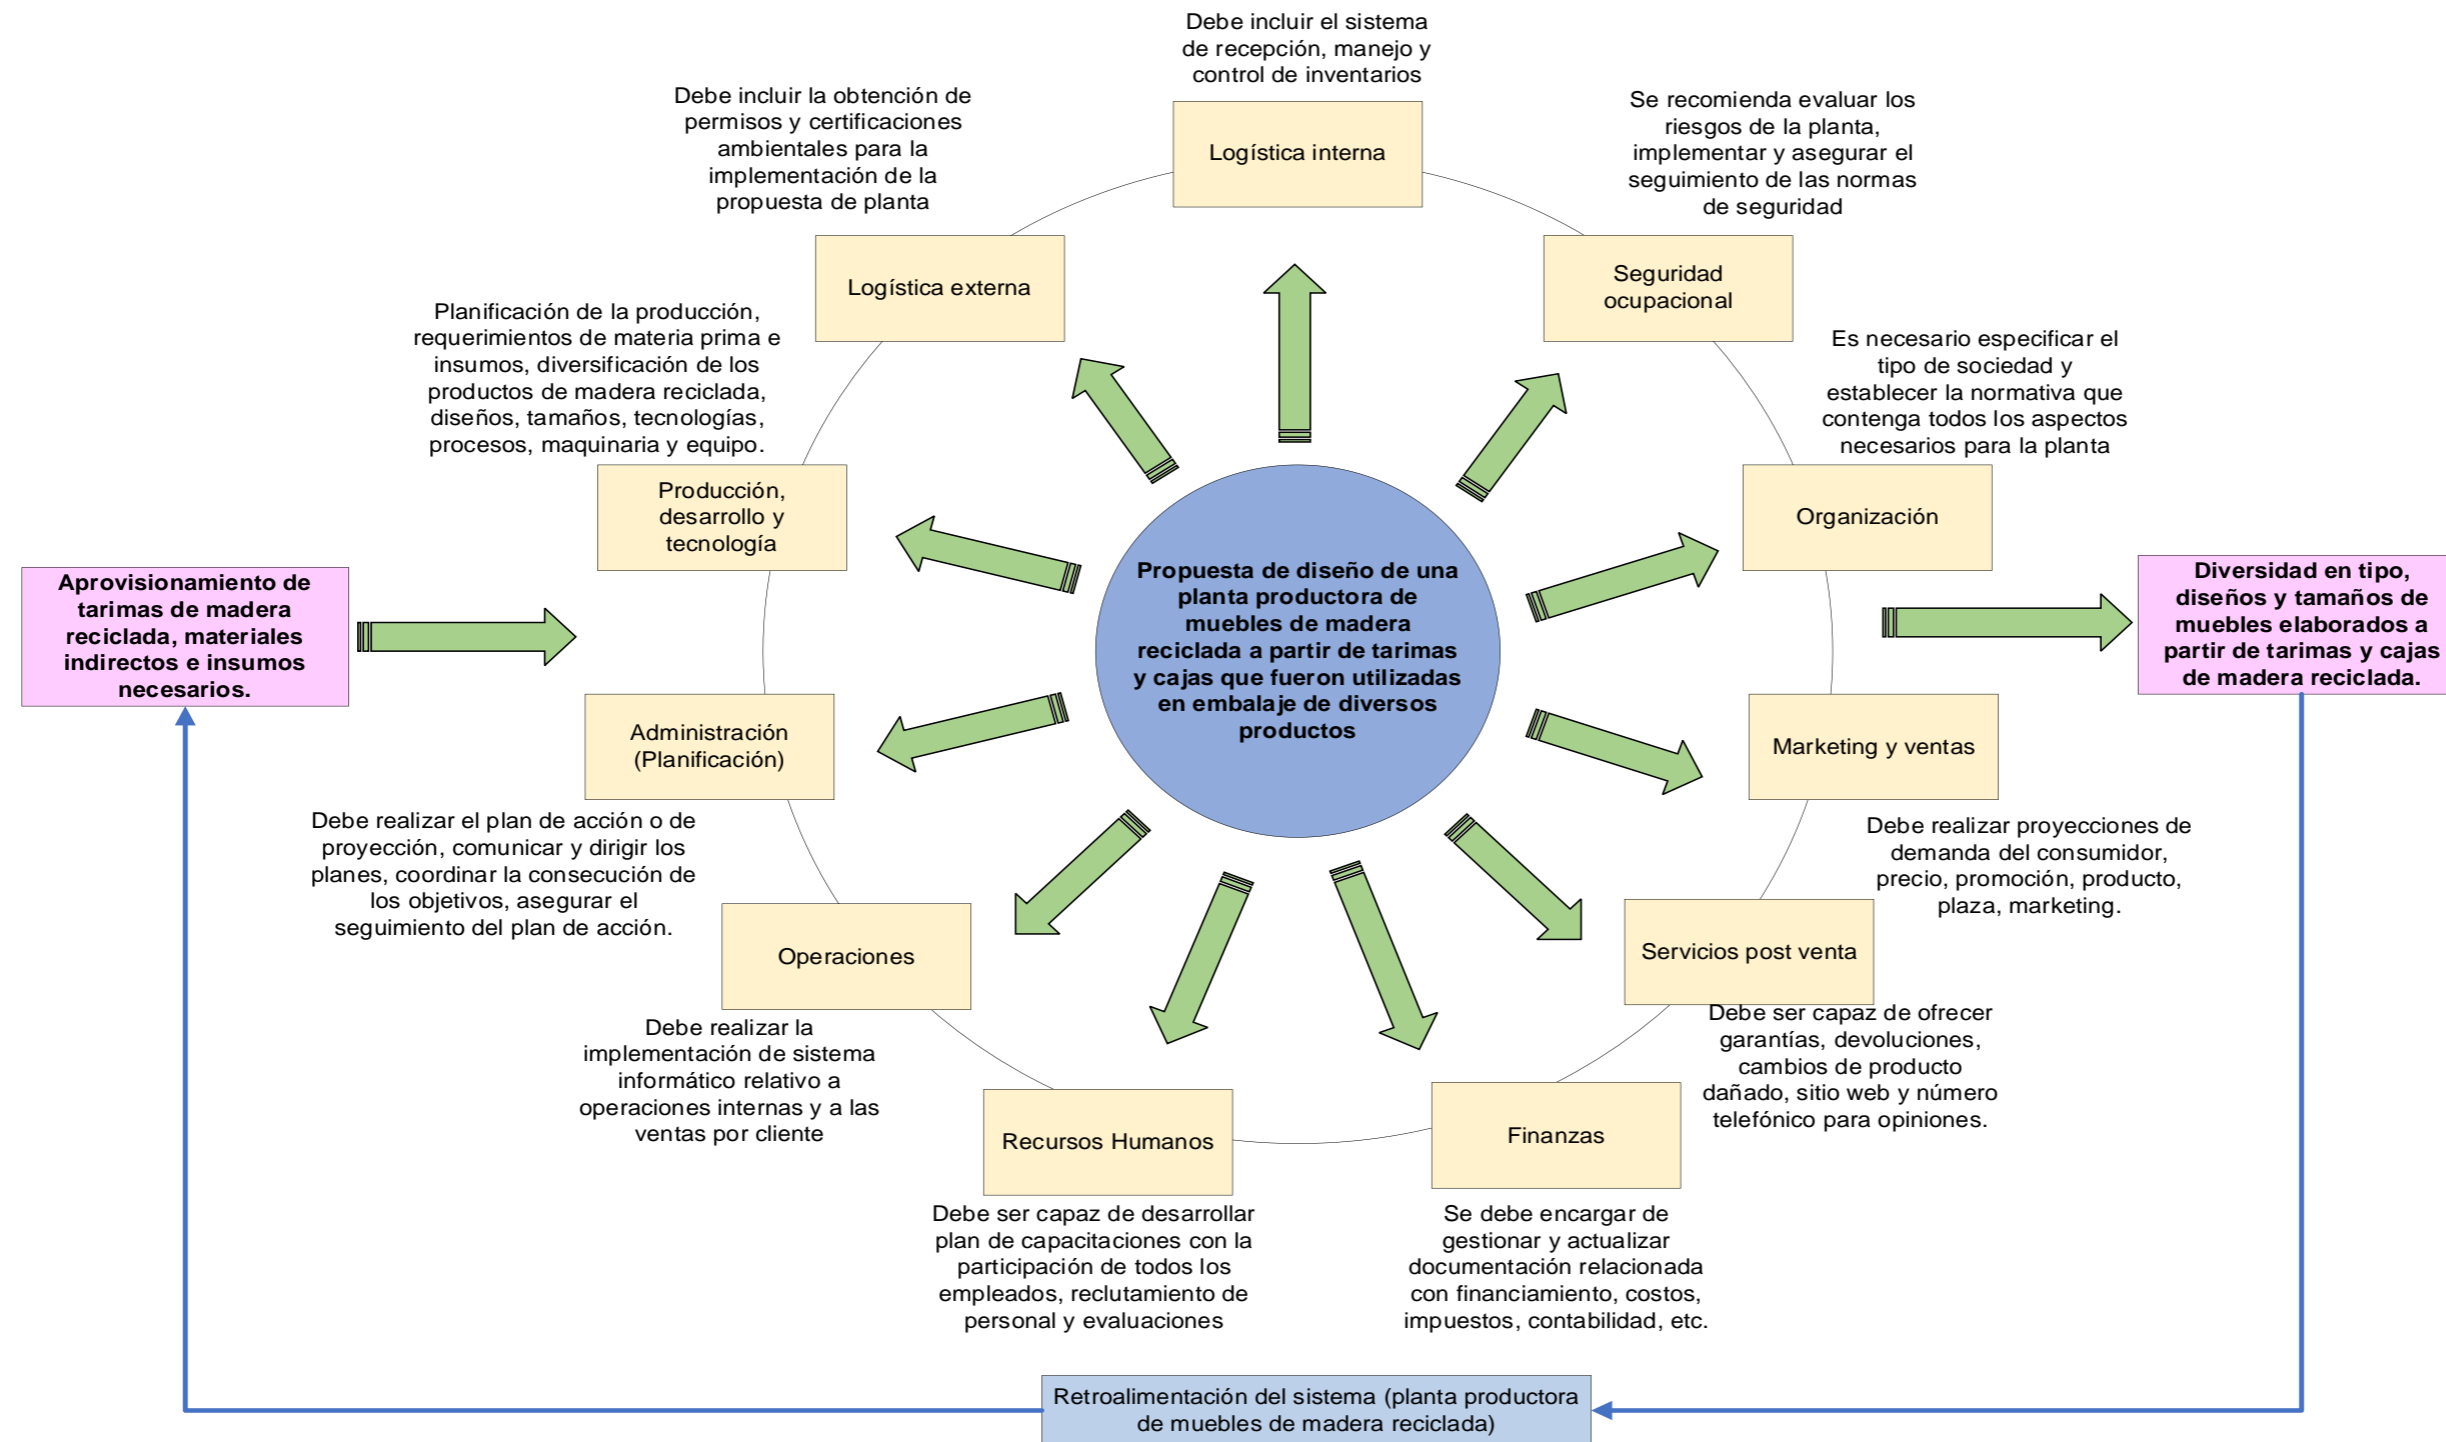 Debe incluir el sistema
de recepción, manejo y
control de inventarios
Logística interna
Debe incluir la obtención de
permisos y certificaciones
ambientales para la
implementación de la
propuesta de planta
Logística externa
Se recomienda evaluar los
riesgos de la planta,
implementar y asegurar el
seguimiento de las normas
de seguridad
Seguridad
ocupacional
Planificación de la producción,
requerimientos de materia prima e
insumos, diversificación de los
productos de madera reciclada,
diseños, tamaños, tecnologías,
procesos, maquinaria y equipo.
Producción,
desarrollo y
tecnología
Es necesario especificar el
tipo de sociedad y
establecer la normativa que
contenga todos los aspectos
necesarios para la planta
Organización
Aprovisionamiento de
tarimas de madera
reciclada, materiales
indirectos e insumos
necesarios.
Propuesta de diseño de una
planta productora de
muebles de madera
reciclada a partir de tarimas
y cajas que fueron utilizadas
en embalaje de diversos
productos
Diversidad en tipo,
diseños y tamaños de
muebles elaborados a
partir de tarimas y cajas
de madera reciclada.
Administración
(Planificación)
Debe realizar el plan de acción o de
proyección, comunicar y dirigir los
planes, coordinar la consecución de
los objetivos, asegurar el
seguimiento del plan de acción.
Marketing y ventas
Debe realizar proyecciones de
demanda del consumidor,
precio, promoción, producto,
plaza, marketing.
Operaciones
Debe realizar la
implementación de sistema
informático relativo a
operaciones internas y a las
ventas por cliente
Servicios post venta
Debe ser capaz de ofrecer
garantías, devoluciones,
cambios de producto
dañado, sitio web y número
telefónico para opiniones.
Recursos Humanos
Debe ser capaz de desarrollar
plan de capacitaciones con la
participación de todos los
empleados, reclutamiento de
personal y evaluaciones
Finanzas
Se debe encargar de
gestionar y actualizar
documentación relacionada
con financiamiento, costos,
impuestos, contabilidad, etc.
Retroalimentación del sistema (planta productora
de muebles de madera reciclada)